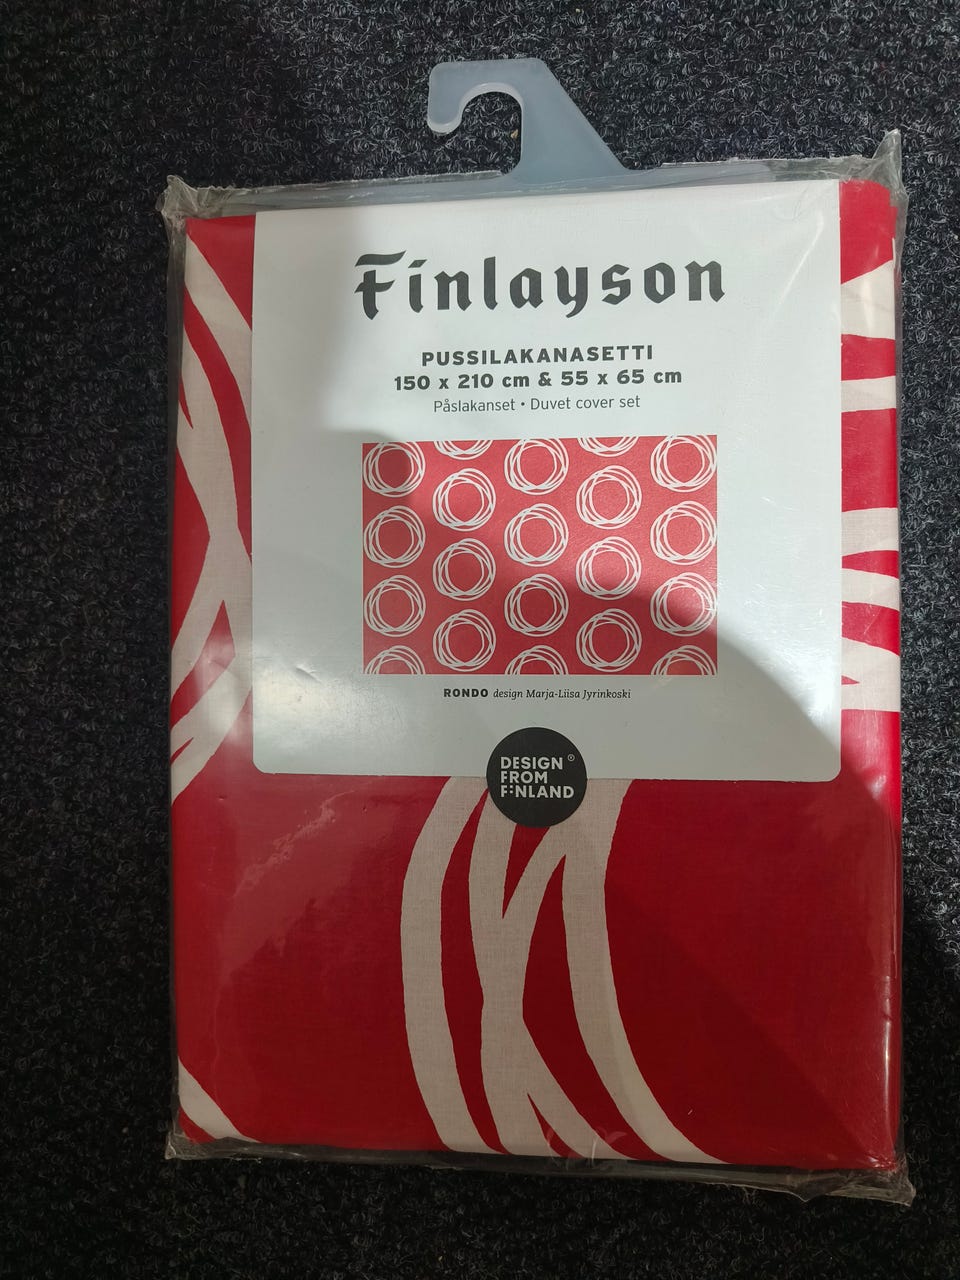 Finlayson
PUSSILAKANASETTI
150 x 210 cm & 55 x 65 cm
Påslakanset • Duvet cover set
RONDO design Marja-Liisa Jyrinkoski
DESIGN ®
FROM
FINLAND